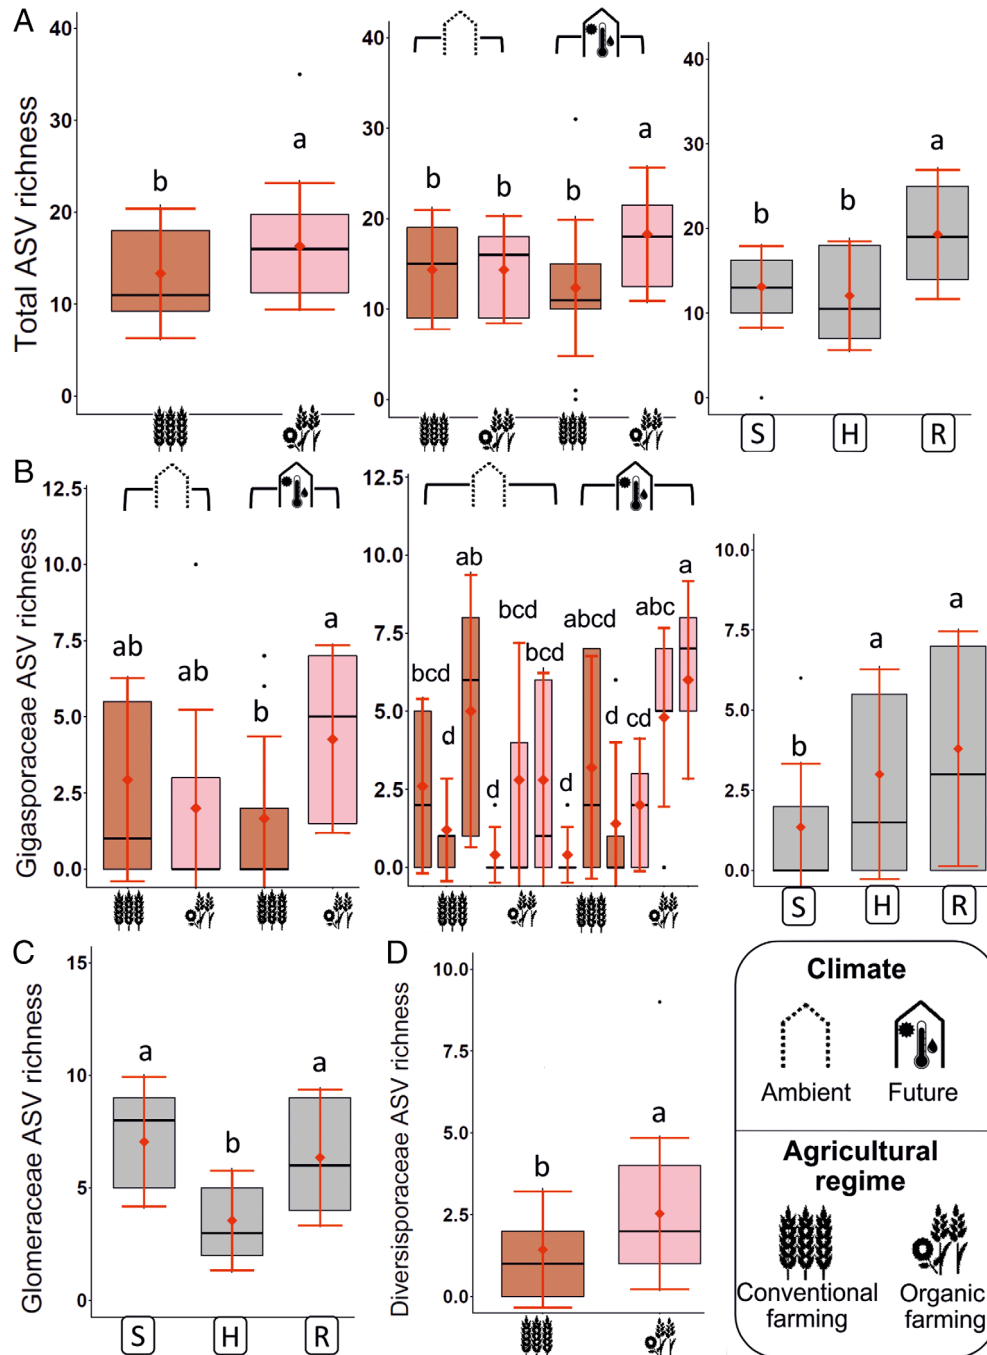 A
Total ASV richness
40
30
20
10
0
b
a
40
30
20
10
0
b
b
b
a
40
30
20
10
0
b
b
a
S
H
R
B
Gigasporaceae ASV richness
12.5
10.0
7.5
5.0
2.5
0.0
ab
ab
b
a
12.5
10.0
7.5
5.0
2.5
0.0
bcd
d
ab
d
bcd
bcd
d
abcd
d
cd
abc
a
10.0
7.5
5.0
2.5
0.0
b
a
a
S
H
R
C
Glomeraceae ASV richness
15
10
5
0
a
b
a
S
H
R
D
Diversisporaceae ASV richness
10.0
7.5
5.0
2.5
0.0
b
a
Climate
Ambient
Future
Agricultural
regime
Conventional
farming
Organic
farming